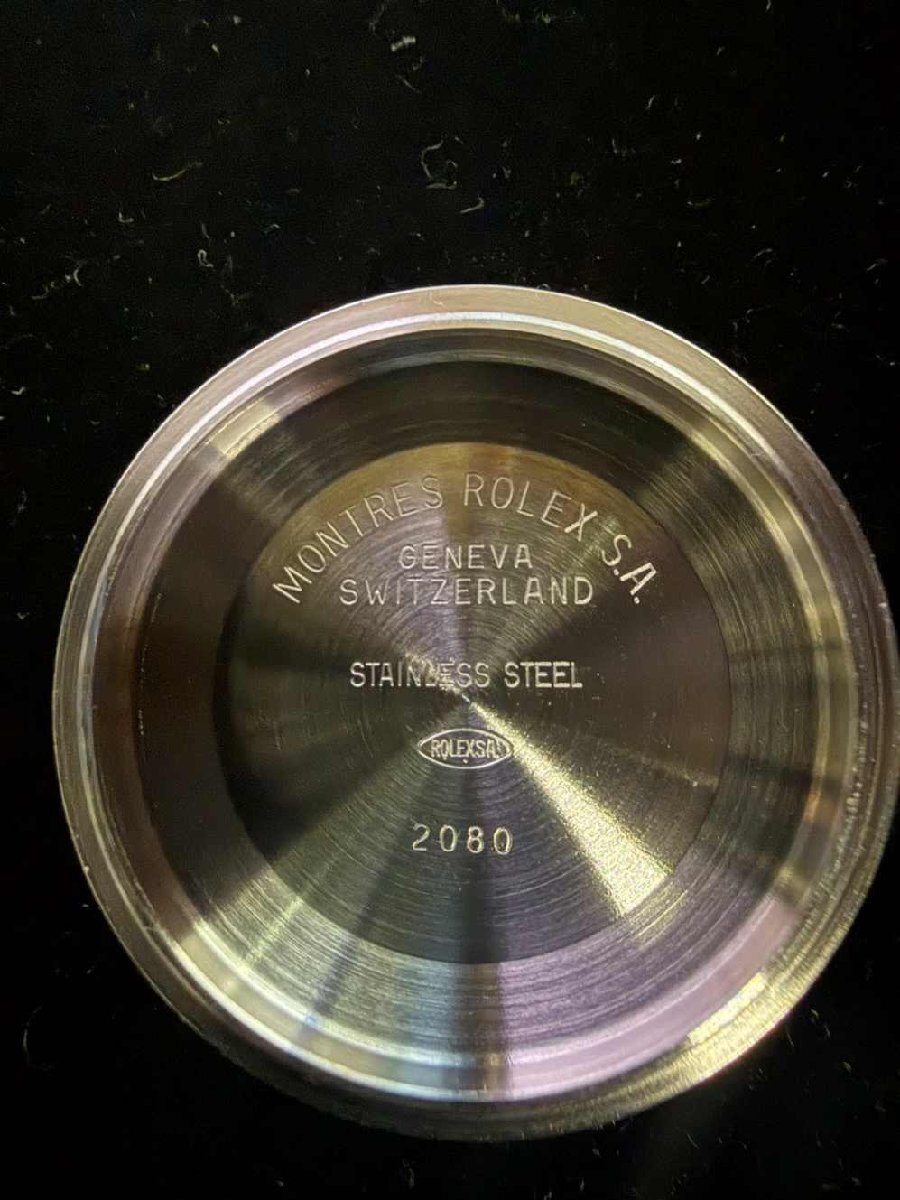 MONTRES ROLEX S.A.
GENEVA
SWITZERLAND
STAINLESS STEEL
ROLEXSA
2080